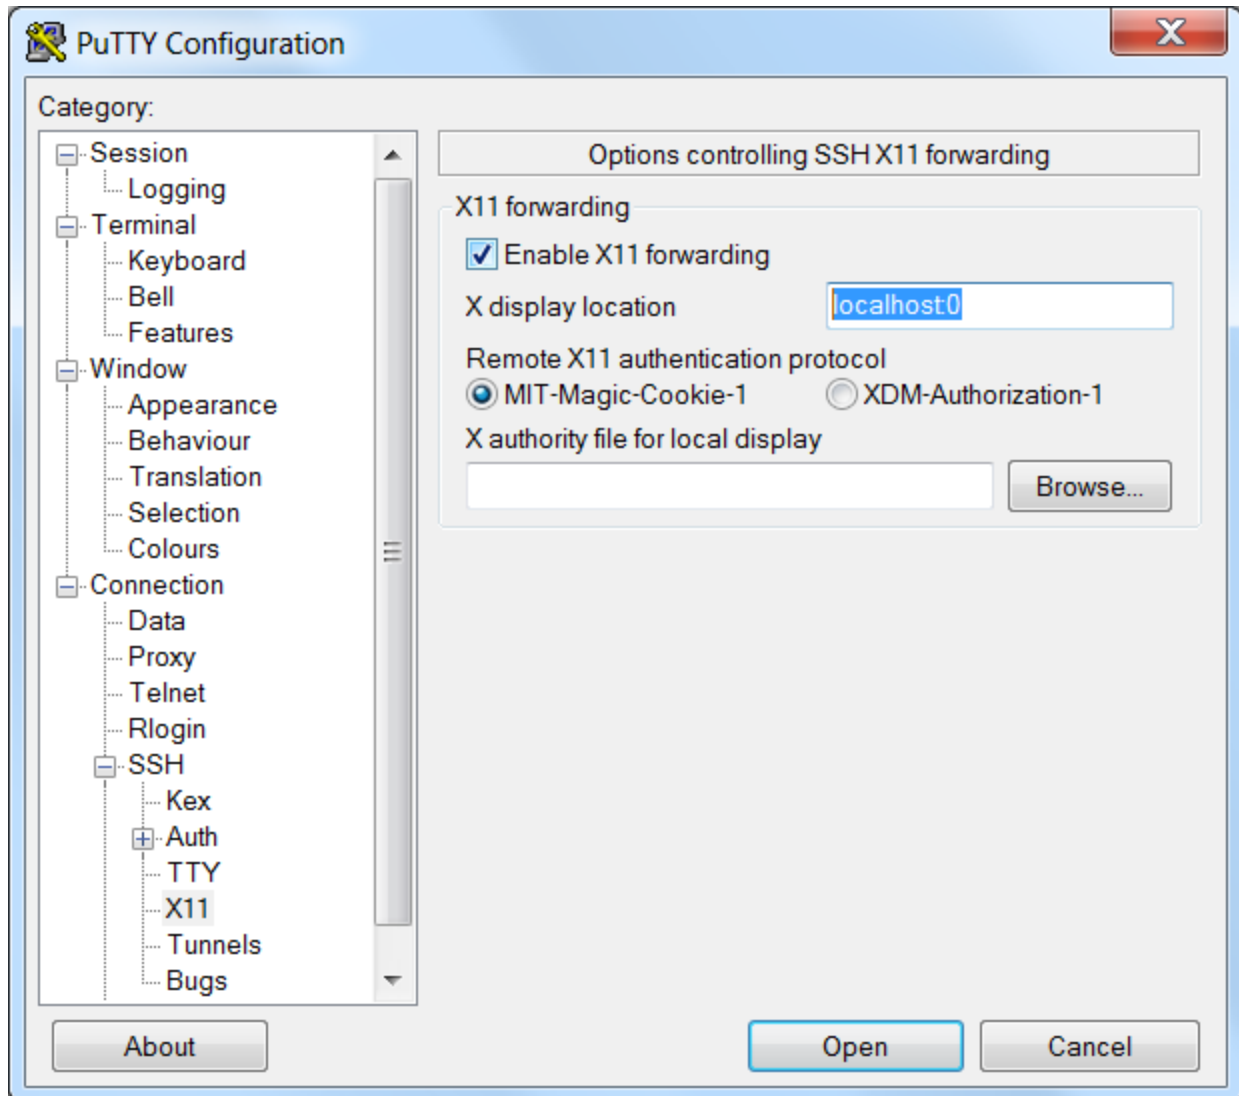 PuTTY Configuration
Category:
Session
Logging
Terminal
Keyboard
Bell
Features
Window
Appearance
Behaviour
Translation
Selection
Colours
Connection
Data
Proxy
Telnet
Rlogin
SSH
Kex
Auth
TTY
X11
Tunnels
Bugs
Options controlling SSH X11 forwarding
X11 forwarding
Enable X11 forwarding
X display location localhost:0
Remote X11 authentication protocol
MIT-Magic-Cookie-1 XDM-Authorization-1
X authority file for local display
Browse...
About Open Cancel